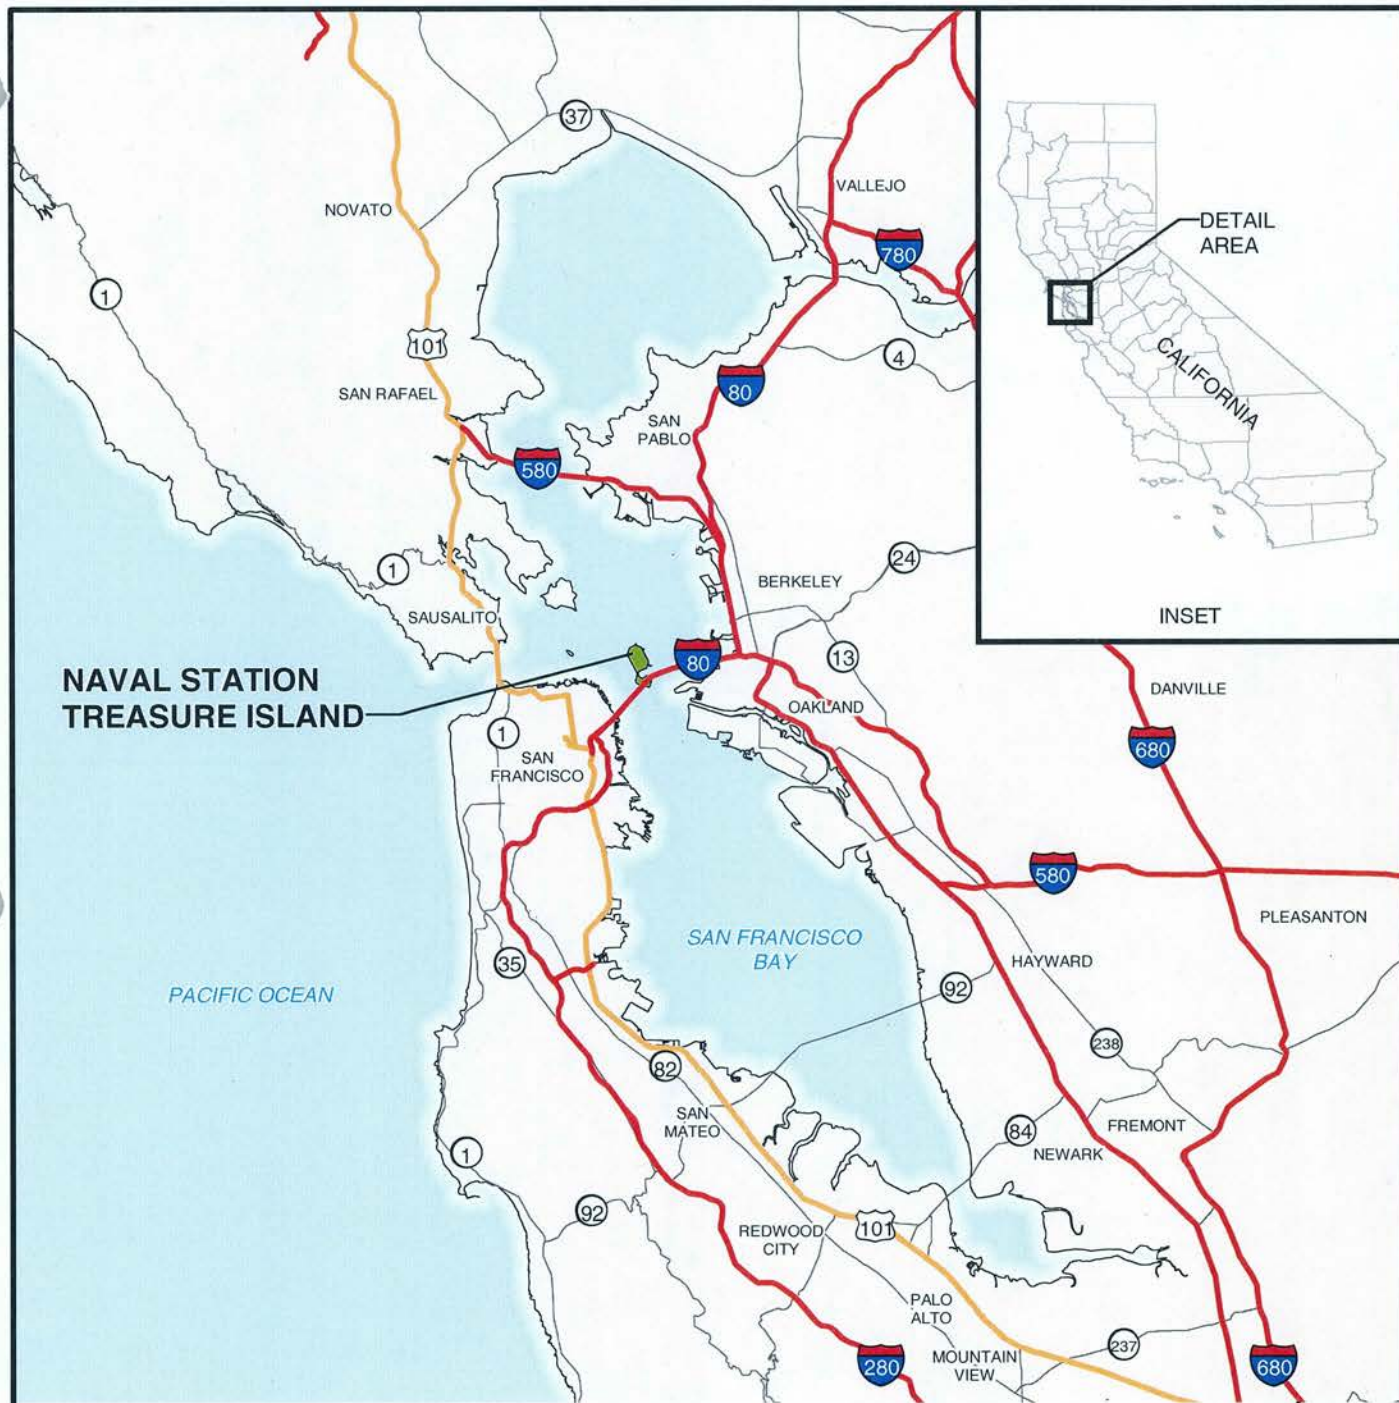 37
VALLEJO
NOVATO
780
DETAIL
AREA
1
101
4
CALIFORNIA
80
SAN RAFAEL
SAN
PABLO
580
24
1
BERKELEY
SAUSALITO
INSET
13
80
NAVAL STATION
TREASURE ISLAND
DANVILLE
OAKLAND
1
680
SAN
FRANCISCO
580
PLEASANTON
SAN FRANCISCO
BAY
HAYWARD
35
PACIFIC OCEAN
92
238
82
SAN
MATEO
84
FREMONT
NEWARK
1
92
REDWOOD
CITY
101
PALO
ALTO
237
MOUNTAIN
VIEW
280
680